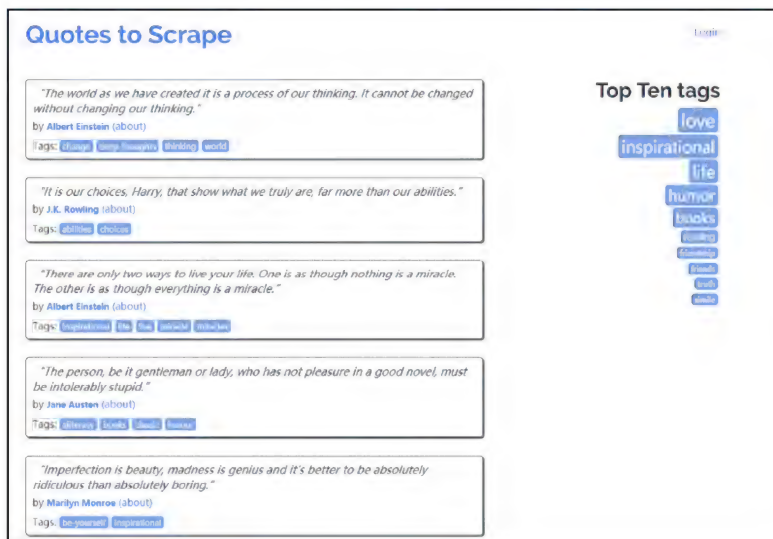 Quotes to Scrape
Login
"The world as we have created it is a process of our thinking. It cannot be changed
without changing our thinking."
by Albert Einstein (about)
Tags: change deep-thoughts thinking world
"It is our choices, Harry, that show what we truly are, far more than our abilities."
by J.K. Rowling (about)
Tags: abilities choices
"There are only two ways to live your life. One is as though nothing is a miracle.
The other is as though everything is a miracle."
by Albert Einstein (about)
Tags: inspirational life live miracle miracles
"The person, be it gentleman or lady, who has not pleasure in a good novel, must
be intolerably stupid."
by Jane Austen (about)
Tags: aliteracy books classic humor
"Imperfection is beauty, madness is genius and it's better to be absolutely
ridiculous than absolutely boring."
by Marilyn Monroe (about)
Tags: be-yourself inspirational
Top Ten tags
love
inspirational
life
humor
books
reading
friendship
friends
truth
simile